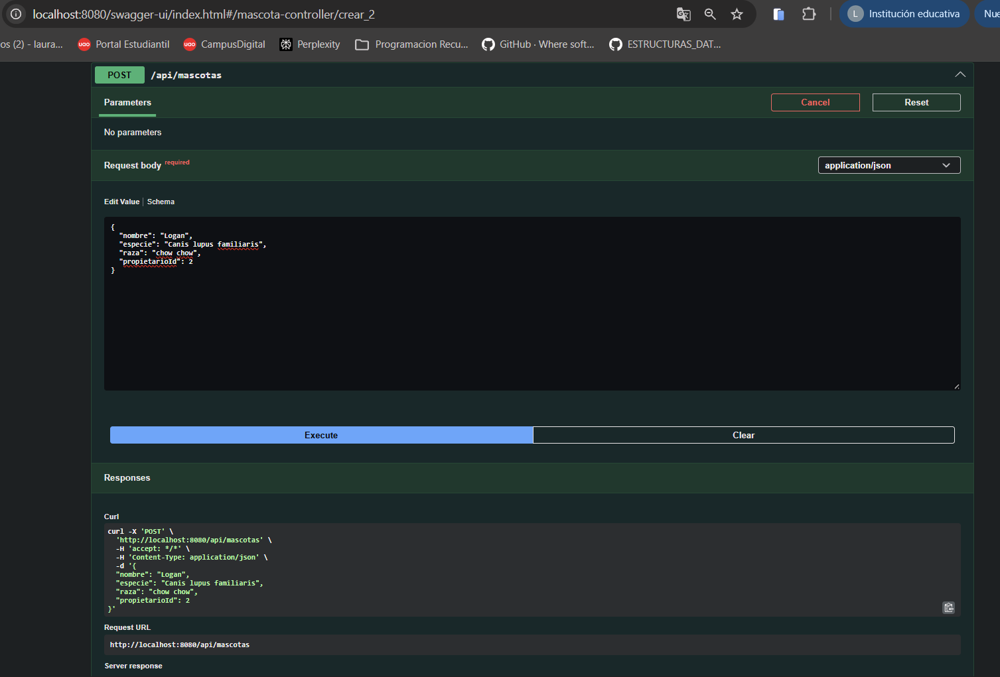 localhost:8080/swagger-ui/index.html#/mascota-controller/crear_2
L Institución educativa
Nue
os (2) - laura...
uao Portal Estudiantil
uao CampusDigital
Perplexity
Programacion Recu...
GitHub · Where soft...
ESTRUCTURAS_DAT...
POST /api/mascotas
Parameters
Cancel
Reset
No parameters
Request body required
application/json
Edit Value | Schema
{
"nombre": "Logan",
"especie": "Canis lupus familiaris",
"raza": "chow chow",
"propietarioId": 2
}
Execute
Clear
Responses
Curl
curl -X 'POST' \
'http://localhost:8080/api/mascotas' \
-H 'accept: */*' \
-H 'Content-Type: application/json' \
-d '{
"nombre": "Logan",
"especie": "Canis lupus familiaris",
"raza": "chow chow",
"propietarioId": 2
}'
Request URL
http://localhost:8080/api/mascotas
Server response